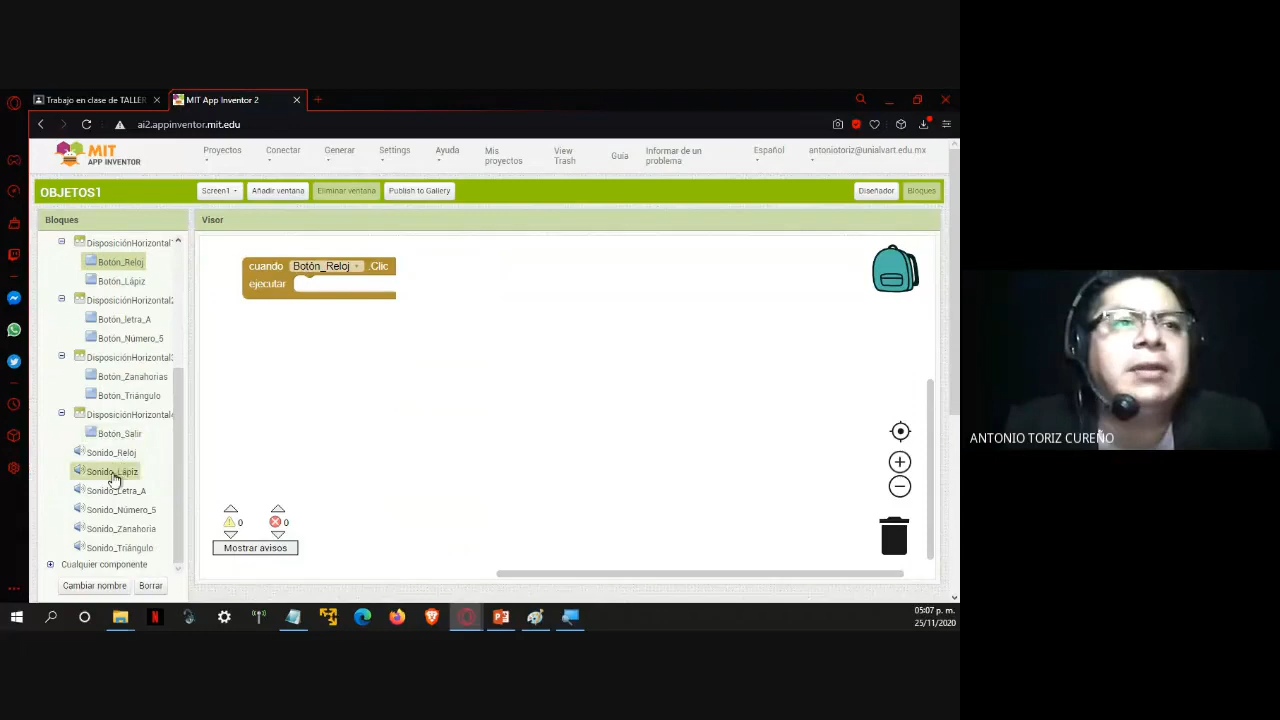 Trabajo en clase de TALLER
MIT App Inventor 2
ai2.appinventor.mit.edu
MIT
APP INVENTOR
Proyectos
Conectar
Generar
Settings
Ayuda
Mis
proyectos
View
Trash
Guía
Informar de un
problema
Español
antoniotoriz@unialvart.edu.mx
OBJETOS1
Screen1
Añadir ventana
Eliminar ventana
Publish to Gallery
Diseñador
Bloques
Bloques
Visor
DisposiciónHorizontal
Botón_Reloj
Botón_Lápiz
DisposiciónHorizontal2
Botón_letra_A
Botón_Número_5
DisposiciónHorizontal3
Botón_Zanahorias
Botón_Triángulo
DisposiciónHorizontal4
Botón_Salir
Sonido_Reloj
Sonido_Lápiz
Sonido_Letra_A
Sonido_Número_5
Sonido_Zanahoria
Sonido_Triángulo
Cualquier componente
Cambiar nombre
Borrar
cuando Botón_Reloj .Clic
ejecutar
0
0
Mostrar avisos
ANTONIO TORIZ CUREÑO
05:07 p. m.
25/11/2020